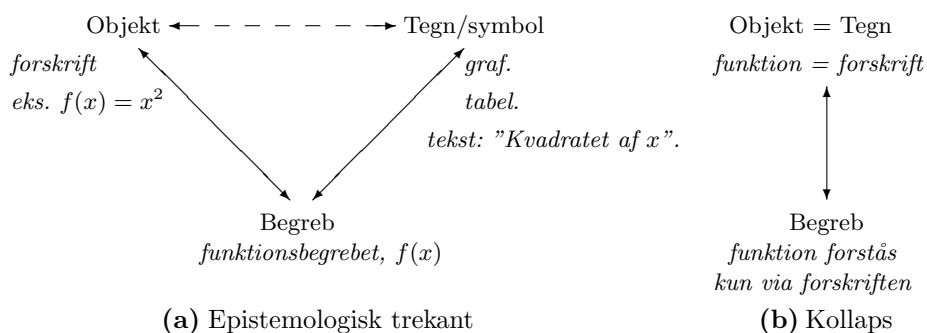 Objekt
Tegn/symbol
forskrift
eks. f(x) = x²
graf.
tabel.
tekst: ”Kvadratet af x”.
Begreb
funktionsbegrebet, f(x)
(a) Epistemologisk trekant
Objekt = Tegn
funktion = forskrift
Begreb
funktion forstås
kun via forskriften
(b) Kollaps